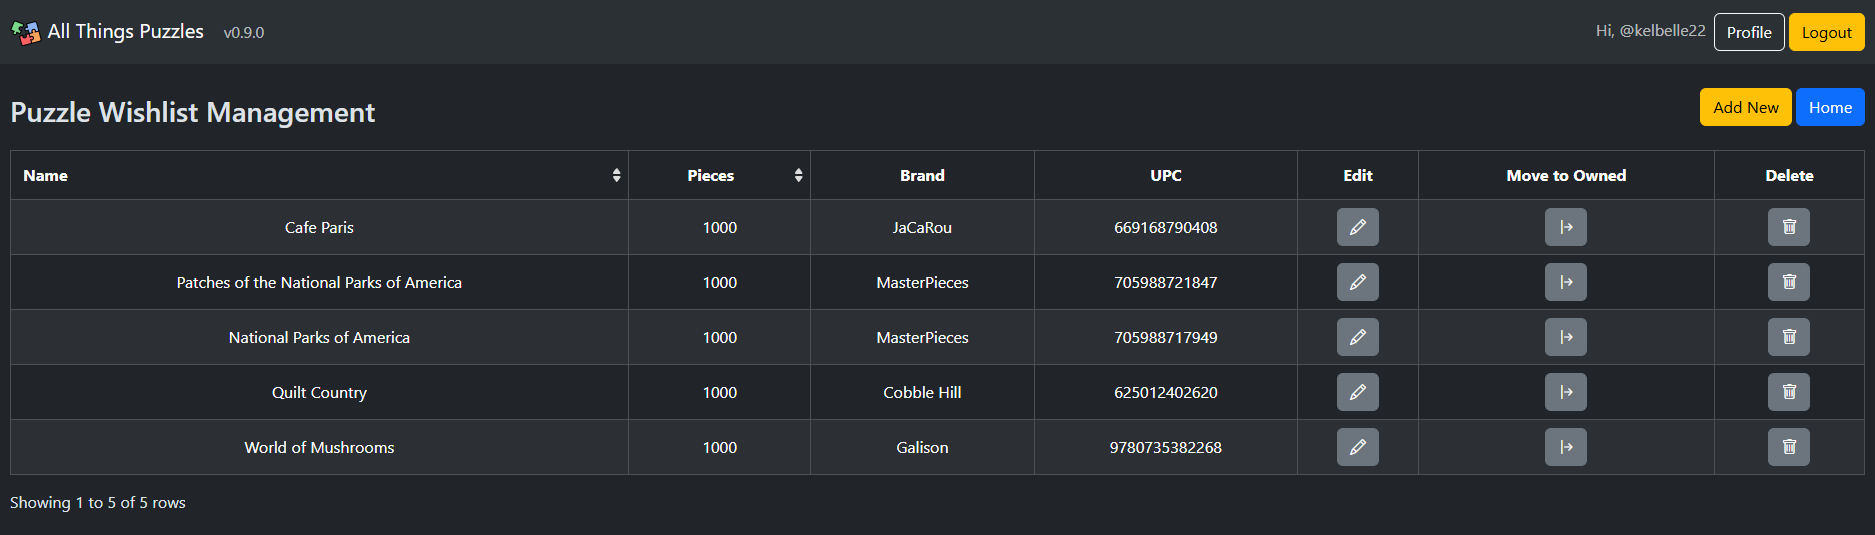 All Things Puzzles v0.9.0 Hi, @kelbelle22 Profile Logout
Puzzle Wishlist Management Add New Home
Name Pieces Brand UPC Edit Move to Owned Delete
Cafe Paris 1000 JaCaRou 669168790408
Patches of the National Parks of America 1000 MasterPieces 705988721847
National Parks of America 1000 MasterPieces 705988717949
Quilt Country 1000 Cobble Hill 625012402620
World of Mushrooms 1000 Galison 9780735382268
Showing 1 to 5 of 5 rows